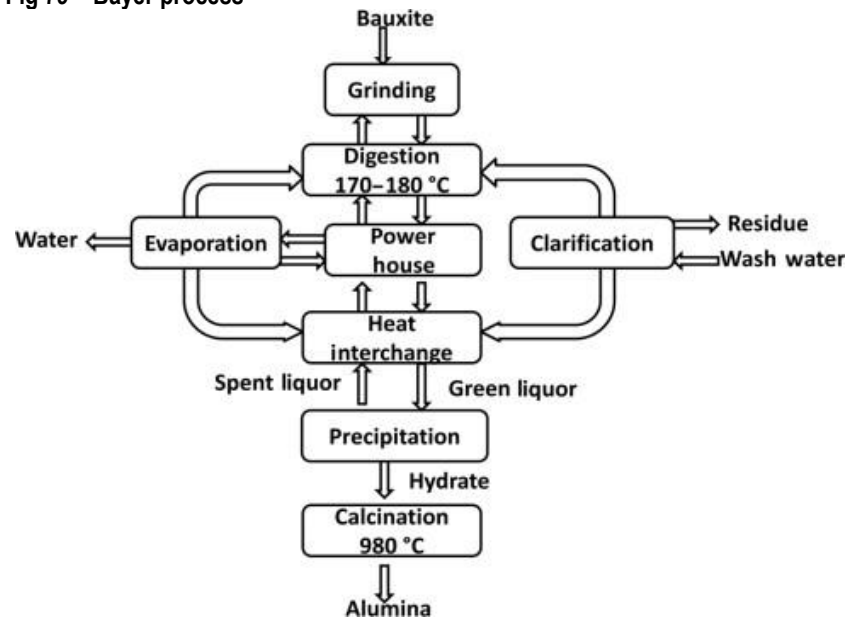 Bauxite
Grinding
Digestion
170–180 °C
Water
Evaporation
Power
house
Clarification
Residue
Wash water
Heat
interchange
Spent liquor
Green liquor
Precipitation
Hydrate
Calcination
980 °C
Alumina